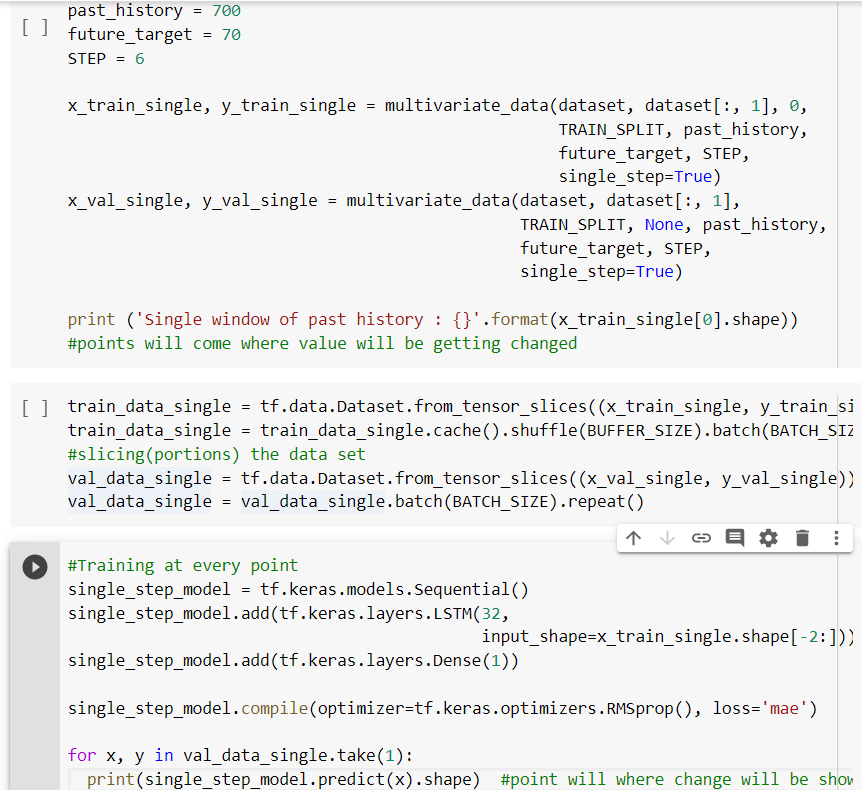 past_history = 700
[ ]
future_target = 70
STEP = 6
x_train_single, y_train_single = multivariate_data(dataset, dataset[:, 1], 0,
TRAIN_SPLIT, past_history,
future_target, STEP,
single_step=True)
x_val_single, y_val_single = multivariate_data(dataset, dataset[:, 1],
TRAIN_SPLIT, None, past_history,
future_target, STEP,
single_step=True)
print ('Single window of past history : {}'.format(x_train_single[0].shape))
#points will come where value will be getting changed
[ ] train_data_single = tf.data.Dataset.from_tensor_slices((x_train_single, y_train_si
train_data_single = train_data_single.cache().shuffle(BUFFER_SIZE).batch(BATCH_SIZ
#slicing(portions) the data set
val_data_single = tf.data.Dataset.from_tensor_slices((x_val_single, y_val_single))
val_data_single = val_data_single.batch(BATCH_SIZE).repeat()
#Training at every point
single_step_model = tf.keras.models.Sequential()
single_step_model.add(tf.keras.layers.LSTM(32,
input_shape=x_train_single.shape[-2:]))
single_step_model.add(tf.keras.layers.Dense(1))
single_step_model.compile(optimizer=tf.keras.optimizers.RMSprop(), loss='mae')
for x, y in val_data_single.take(1):
print(single_step_model.predict(x).shape) #point will where change will be show